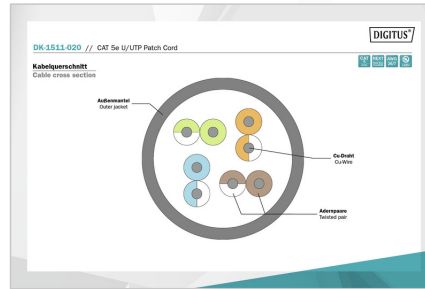 DIGITUS®
DK-1511-020 // CAT 5e U/UTP Patch Cord
Kabelquerschnitt
Cable cross section
Außenmantel
Outer jacket
Cu-Draht
Cu-Wire
Adernpaare
Twisted pair